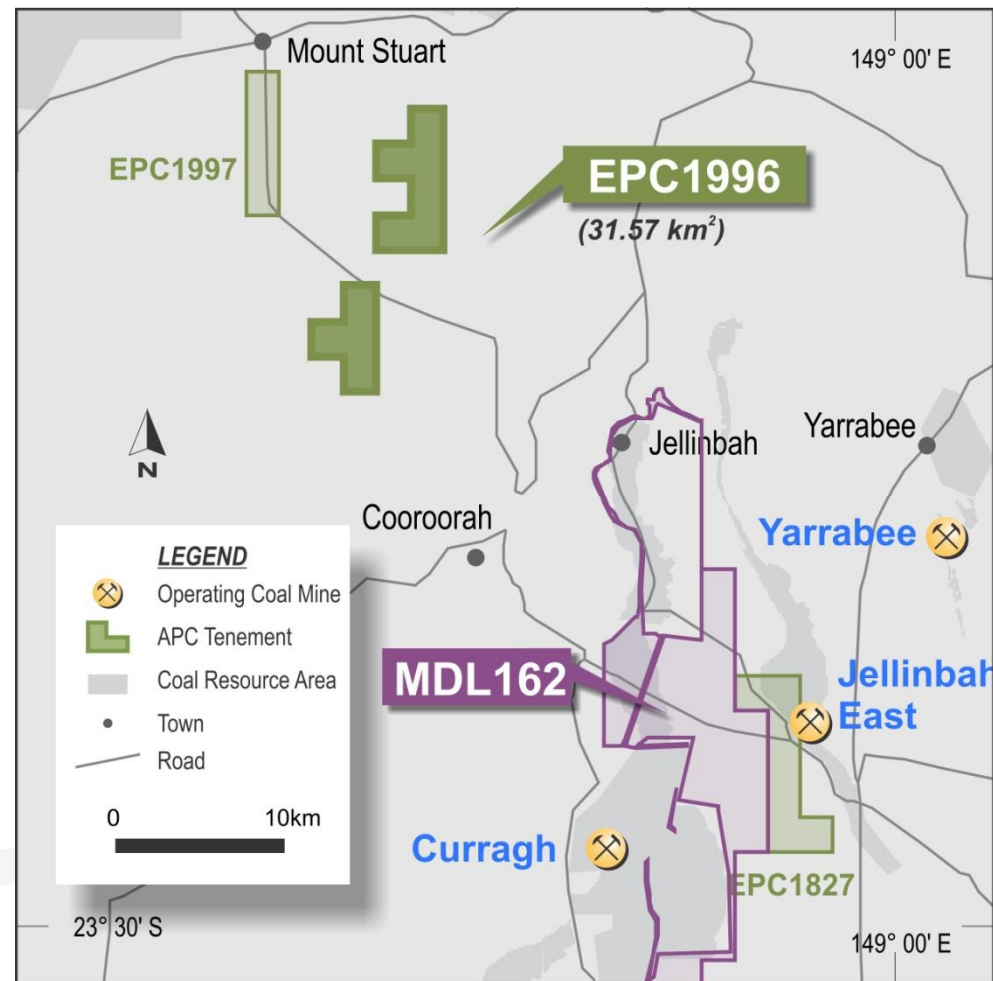 Mount Stuart
149° 00' E
EPC1997
EPC1996
(31.57 km²)
Jellinbah
Yarrabee
N
Cooroorah
Yarrabee
LEGEND
Operating Coal Mine
APC Tenement
Coal Resource Area
Town
Road
0 10km
MDL162
Jellinbah
East
Curragh
EPC1827
23° 30' S
149° 00' E